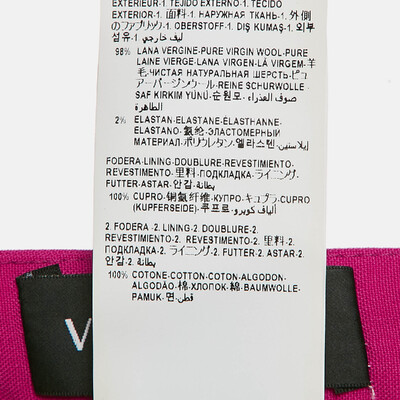 EXTERIEUR-1. TEJIDO EXTERNO-1. TECIDO
EXTERIOR-1. 面料-1. НАРУЖНАЯ ТКАНЬ-1. 外側
のファブリック-1. OBERSTOFF-1. DIŞ KUMAŞ-1. 외부
섬유-1. ليف خارجي-1
98% LANA VERGINE-PURE VIRGIN WOOL-PURE
LAINE VIERGE-LANA VIRGEN-LÃ VIRGEM-羊
毛-ЧИСТАЯ НАТУРАЛЬНАЯ ШЕРСТЬ-ピュ
アーバージンウール-REINE SCHURWOLLE-
SAF KIRKIM YÜNÜ-순원모-صوف العذراء
الطاهرة
2% ELASTAN-ELASTANE-ÉLASTHANNE-
ELASTANO-氨纶-ЭЛАСТОМЕРНЫЙ
МАТЕРИАЛ-ポリウレタン-엘라스텐-إيلاستين
FODERA-LINING-DOUBLURE-REVESTIMIENTO-
REVESTIMENTO-里料-ПОДКЛАДКА-ライニング-
FUTTER-ASTAR-안감-بطانة
100% CUPRO-铜氨纤维-КУПРО-キュプラ-CUPRO
(KUPFERSEIDE)-쿠프로-ألياف كوبرو
2. FODERA-2. LINING-2. DOUBLURE-2.
REVESTIMIENTO-2. REVESTIMENTO-2. 里料-2.
ПОДКЛАДКА-2. ライニング-2. FUTTER-2. ASTAR-2.
안감-2. بطانة-2
100% COTONE-COTTON-COTON-ALGODON-
ALGODÃO-棉-ХЛОПОК-綿-BAUMWOLLE-
PAMUK-면-قطن
V